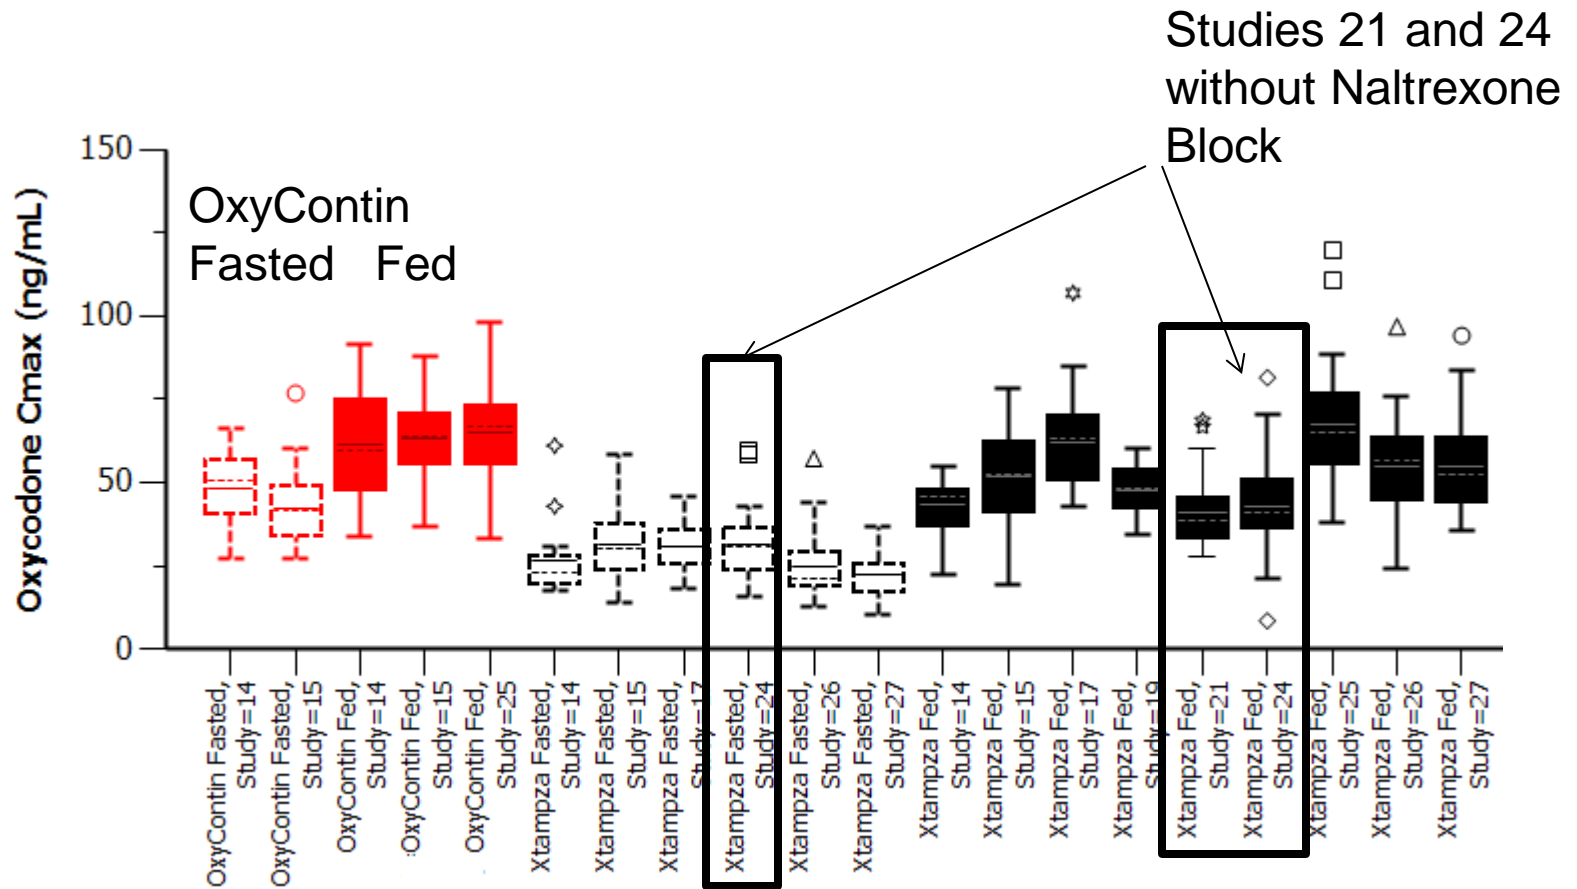 Studies 21 and 24
without Naltrexone
Block
150
100
50
0
Oxycodone Cmax (ng/mL)
OxyContin
Fasted Fed
OxyContin Fasted,
Study=14
OxyContin Fasted,
Study=15
OxyContin Fed,
Study=14
OxyContin Fed,
Study=15
OxyContin Fed,
Study=25
Xtampza Fasted,
Study=14
Xtampza Fasted,
Study=15
Xtampza Fasted,
Study=17
Xtampza Fasted,
Study=24
Xtampza Fasted,
Study=26
Xtampza Fasted,
Study=27
Xtampza Fed,
Study=14
Xtampza Fed,
Study=15
Xtampza Fed,
Study=17
Xtampza Fed,
Study=19
Xtampza Fed,
Study=21
Xtampza Fed,
Study=24
Xtampza Fed,
Study=25
Xtampza Fed,
Study=26
Xtampza Fed,
Study=27